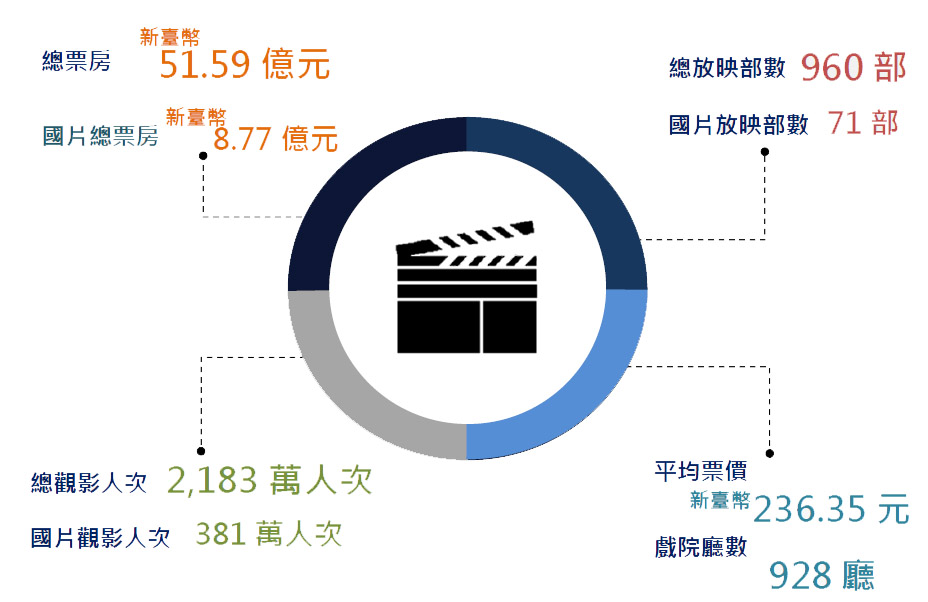 新臺幣
總票房 51.59 億元
新臺幣
國片總票房 8.77 億元
總放映部數 960 部
國片放映部數 71 部
總觀影人次 2,183 萬人次
國片觀影人次 381 萬人次
平均票價
新臺幣 236.35 元
戲院廳數
928 廳